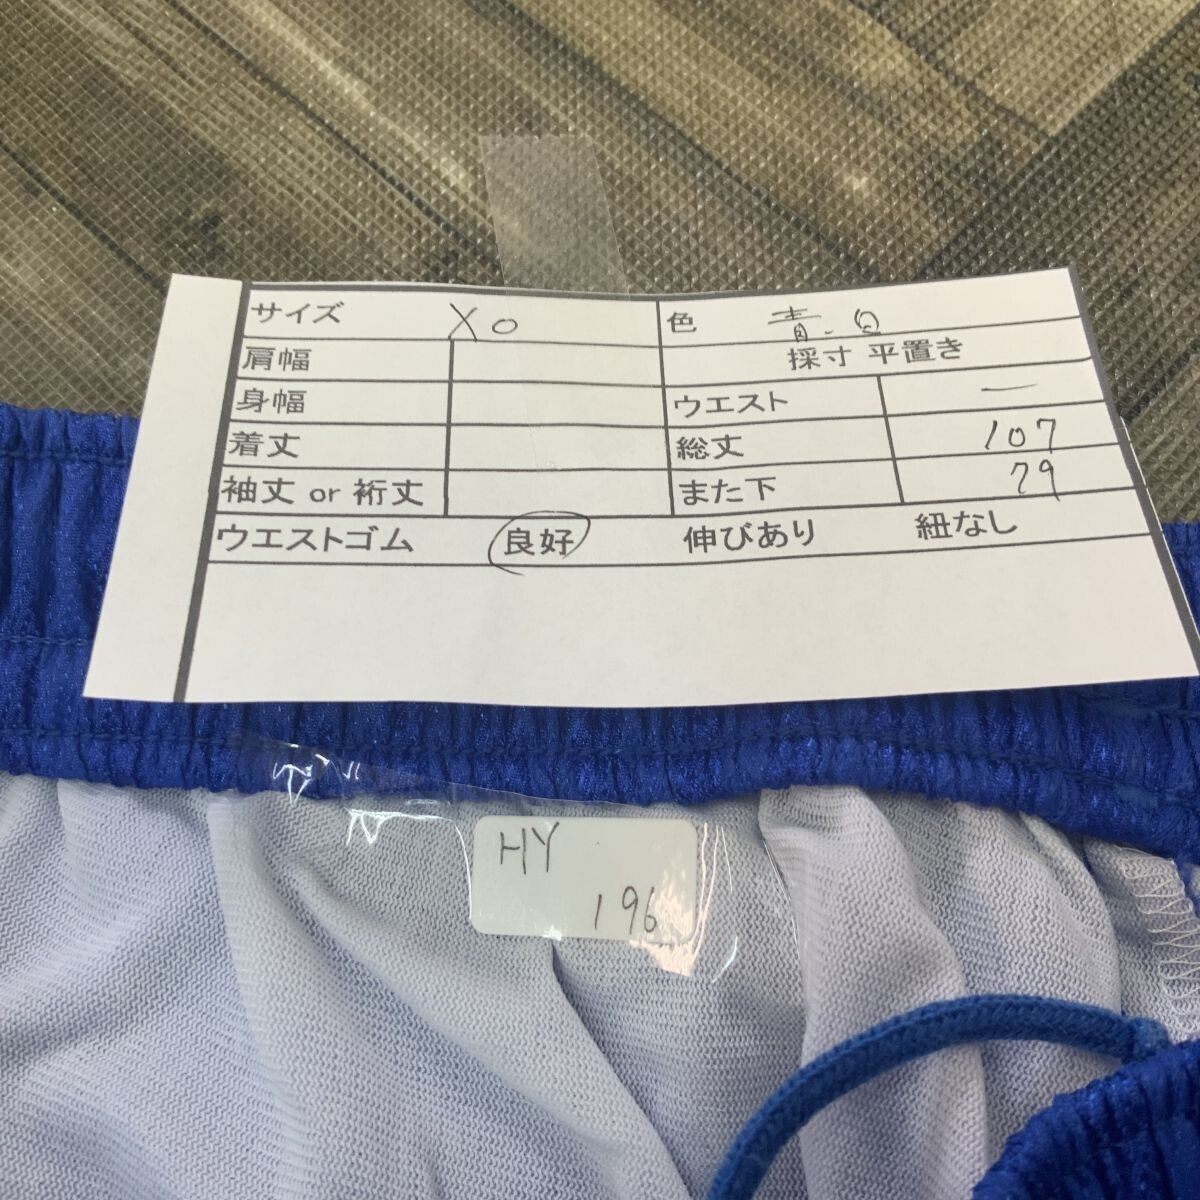 サイズ XO 色 青.白
肩幅 採寸 平置き
身幅 ウエスト ー
着丈 総丈 107
袖丈 or 裄丈 また下 79
ウエストゴム 良好 伸びあり 紐なし
HY
196